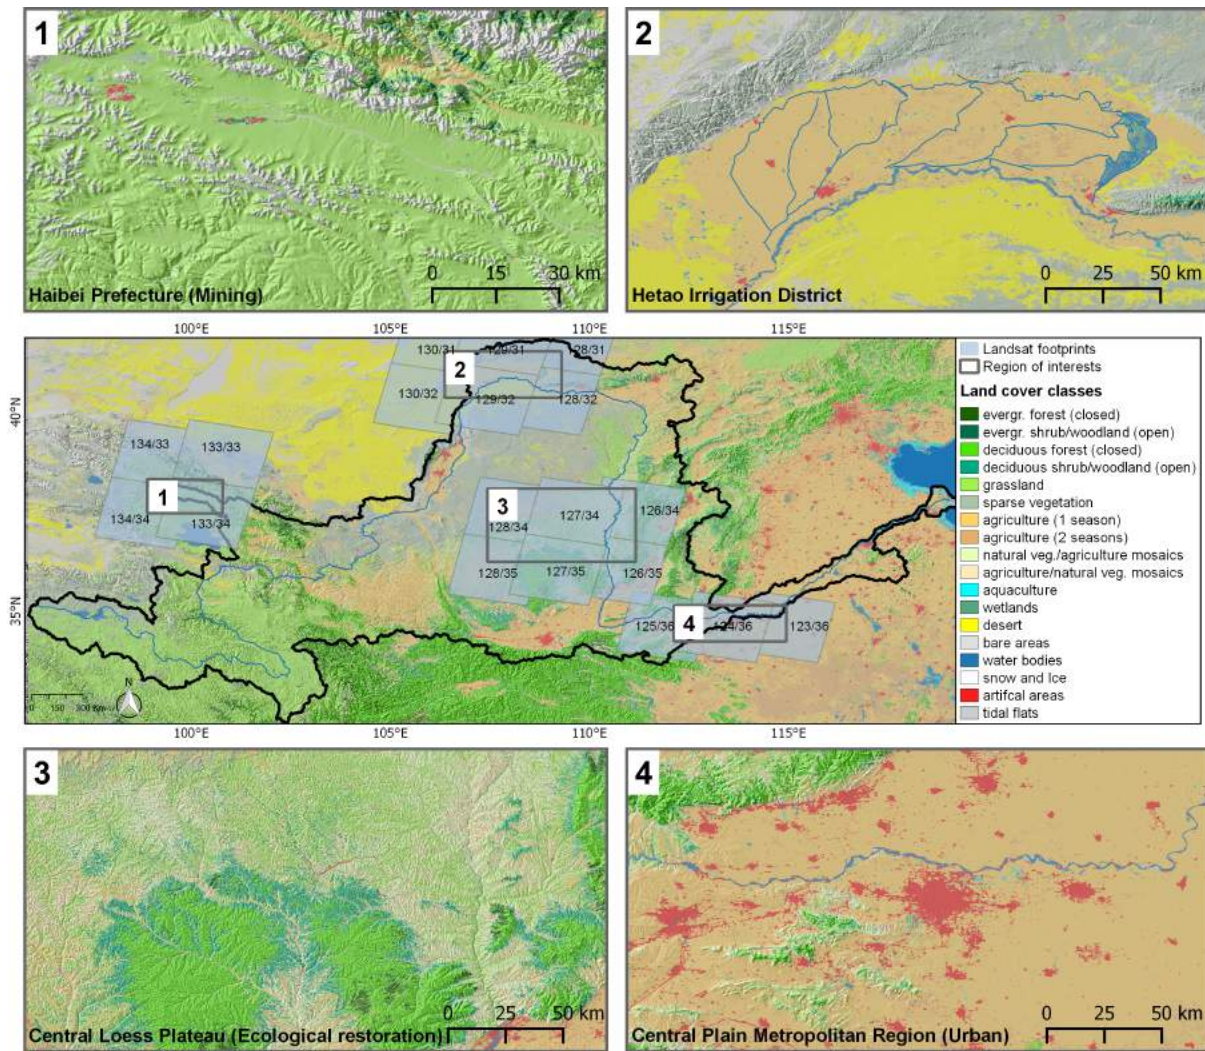 1
0 15 30 km
Haibei Prefecture (Mining)
2
0 25 50 km
Hetao Irrigation District
100°E 105°E 110°E 115°E
40°N
35°N
130/31 129/31 128/31
130/32 129/32 128/32
134/33 133/33
134/34 133/34
128/34 127/34 126/34
128/35 127/35 126/35
125/36 124/36 123/36
1
2
3
4
N
0 150 300 Km
100°E 105°E 110°E 115°E
Landsat footprints
Region of interests
Land cover classes
evergr. forest (closed)
evergr. shrub/woodland (open)
deciduous forest (closed)
deciduous shrub/woodland (open)
grassland
sparse vegetation
agriculture (1 season)
agriculture (2 seasons)
natural veg./agriculture mosaics
agriculture/natural veg. mosaics
aquaculture
wetlands
desert
bare areas
water bodies
snow and Ice
artifcal areas
tidal flats
3
0 25 50 km
Central Loess Plateau (Ecological restoration)
4
0 25 50 km
Central Plain Metropolitan Region (Urban)